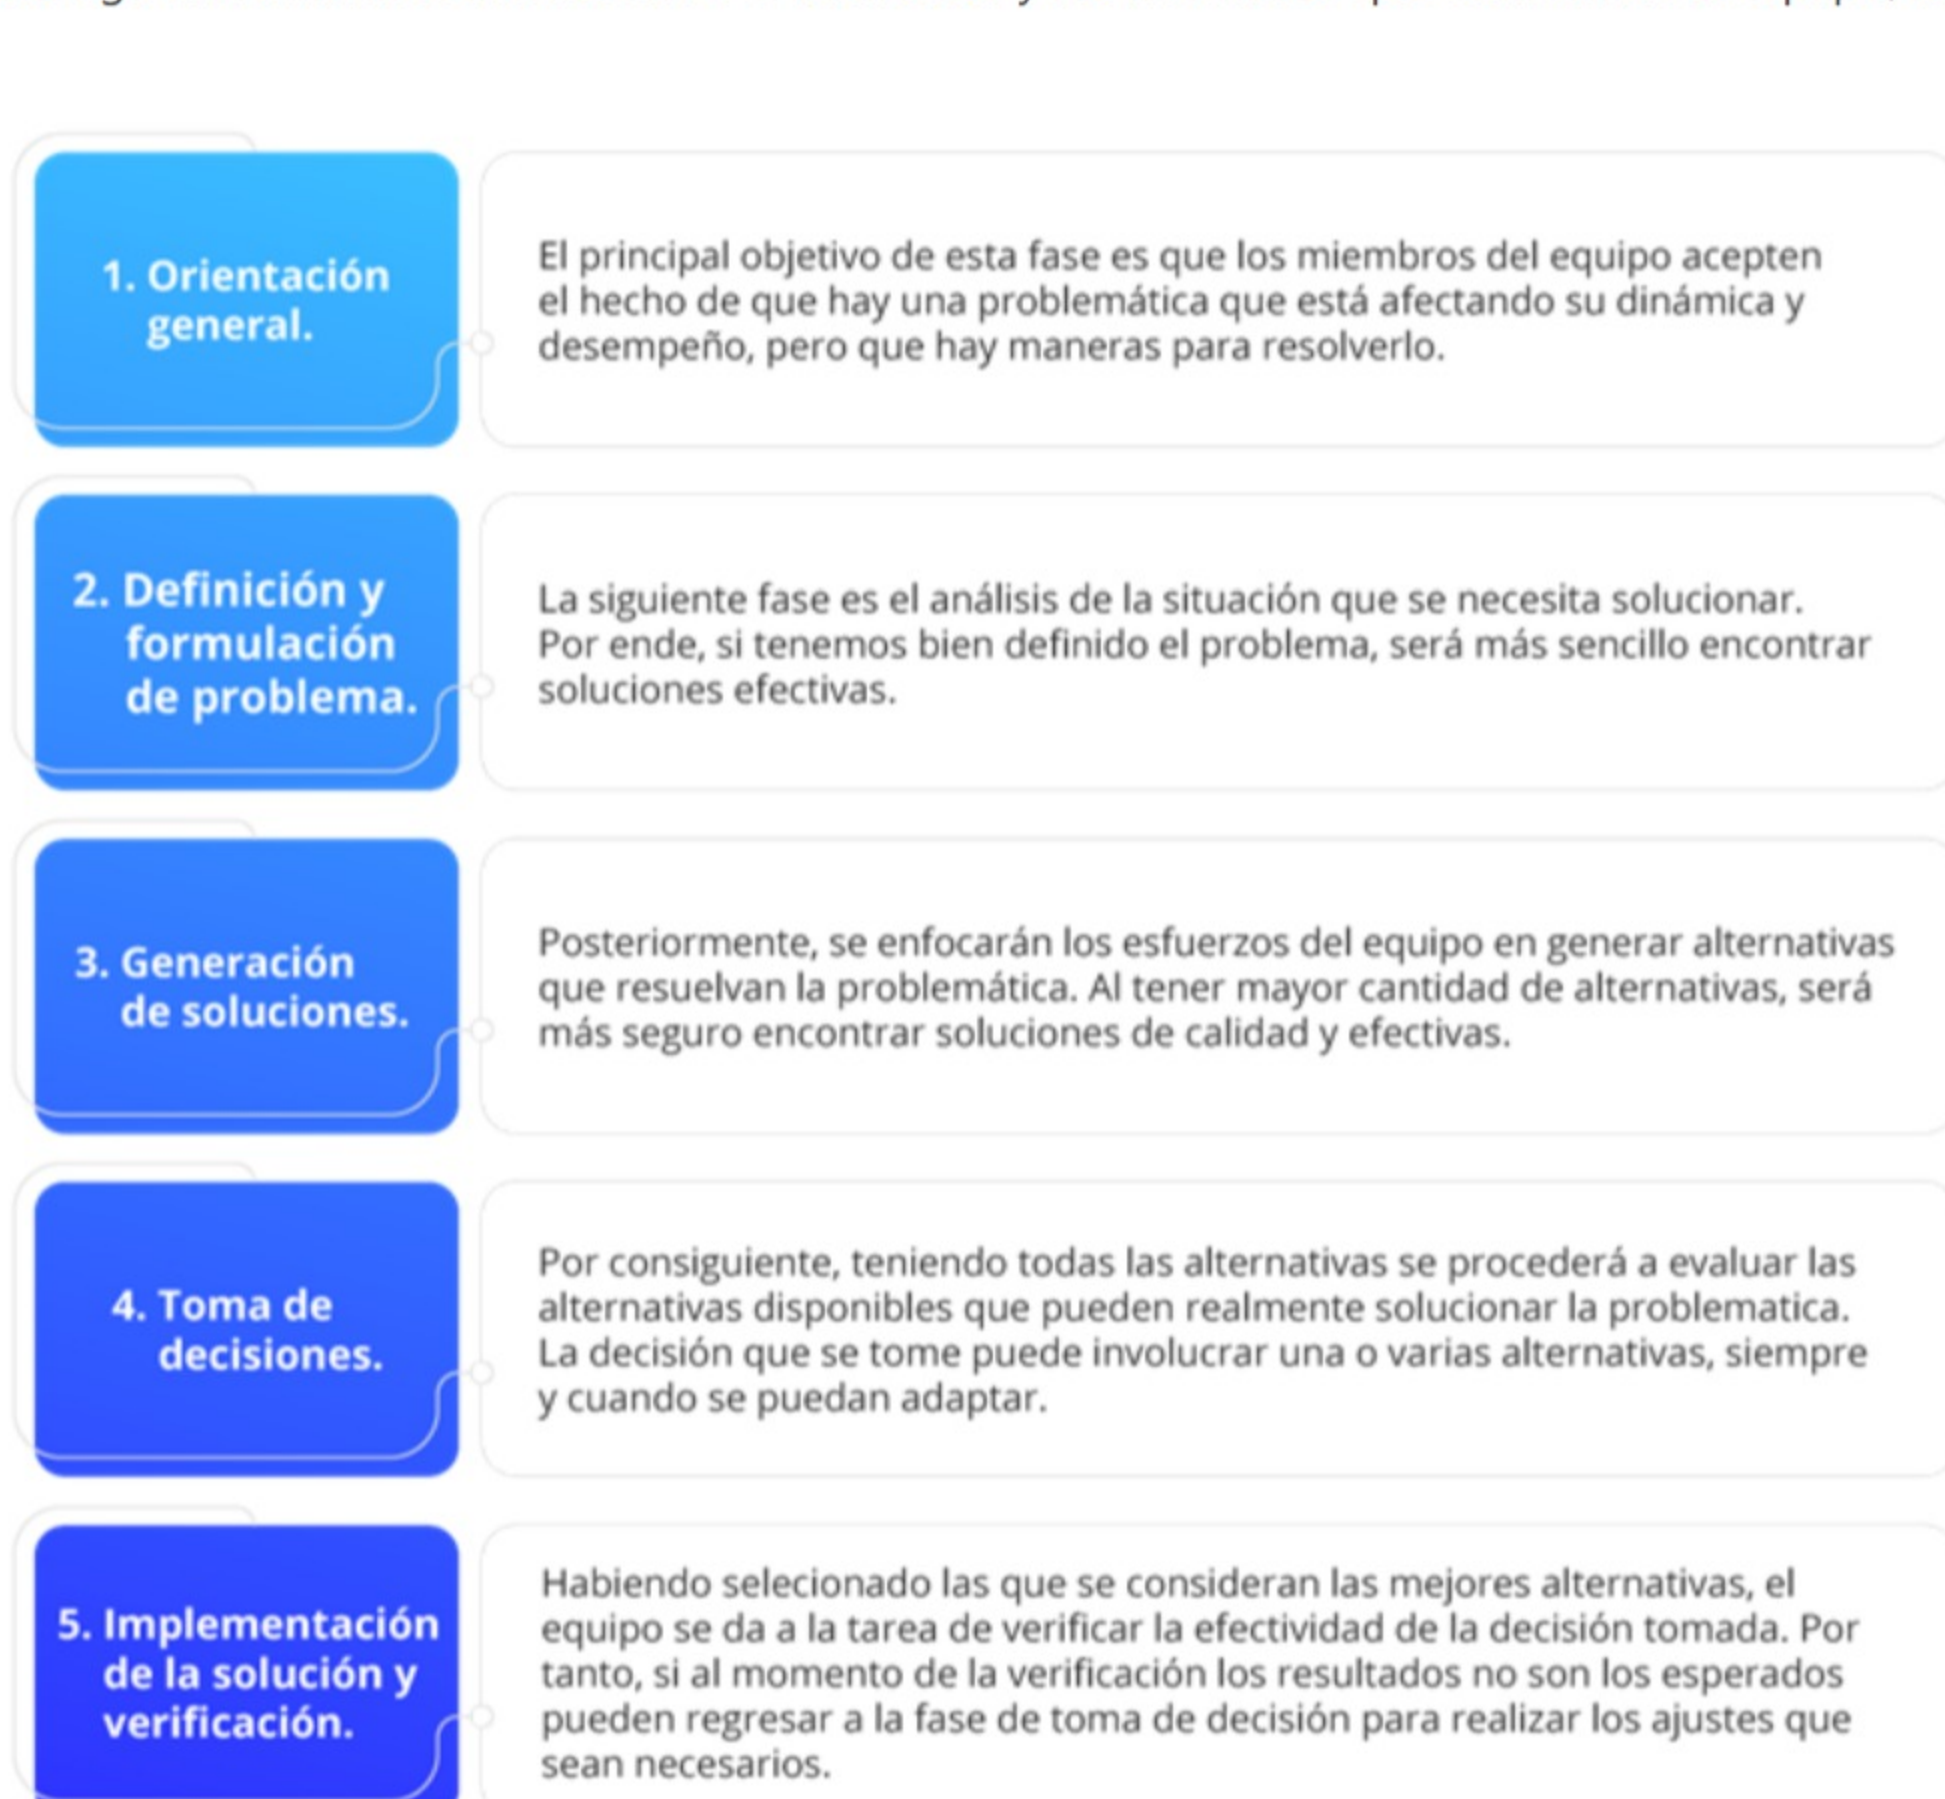 1. Orientación
general.
El principal objetivo de esta fase es que los miembros del equipo acepten
el hecho de que hay una problemática que está afectando su dinámica y
desempeño, pero que hay maneras para resolverlo.
2. Definición y
formulación
de problema.
La siguiente fase es el análisis de la situación que se necesita solucionar.
Por ende, si tenemos bien definido el problema, será más sencillo encontrar
soluciones efectivas.
3. Generación
de soluciones.
Posteriormente, se enfocarán los esfuerzos del equipo en generar alternativas
que resuelvan la problemática. Al tener mayor cantidad de alternativas, será
más seguro encontrar soluciones de calidad y efectivas.
4. Toma de
decisiones.
Por consiguiente, teniendo todas las alternativas se procederá a evaluar las
alternativas disponibles que pueden realmente solucionar la problematica.
La decisión que se tome puede involucrar una o varias alternativas, siempre
y cuando se puedan adaptar.
5. Implementación
de la solución y
verificación.
Habiendo selecionado las que se consideran las mejores alternativas, el
equipo se da a la tarea de verificar la efectividad de la decisión tomada. Por
tanto, si al momento de la verificación los resultados no son los esperados
pueden regresar a la fase de toma de decisión para realizar los ajustes que
sean necesarios.